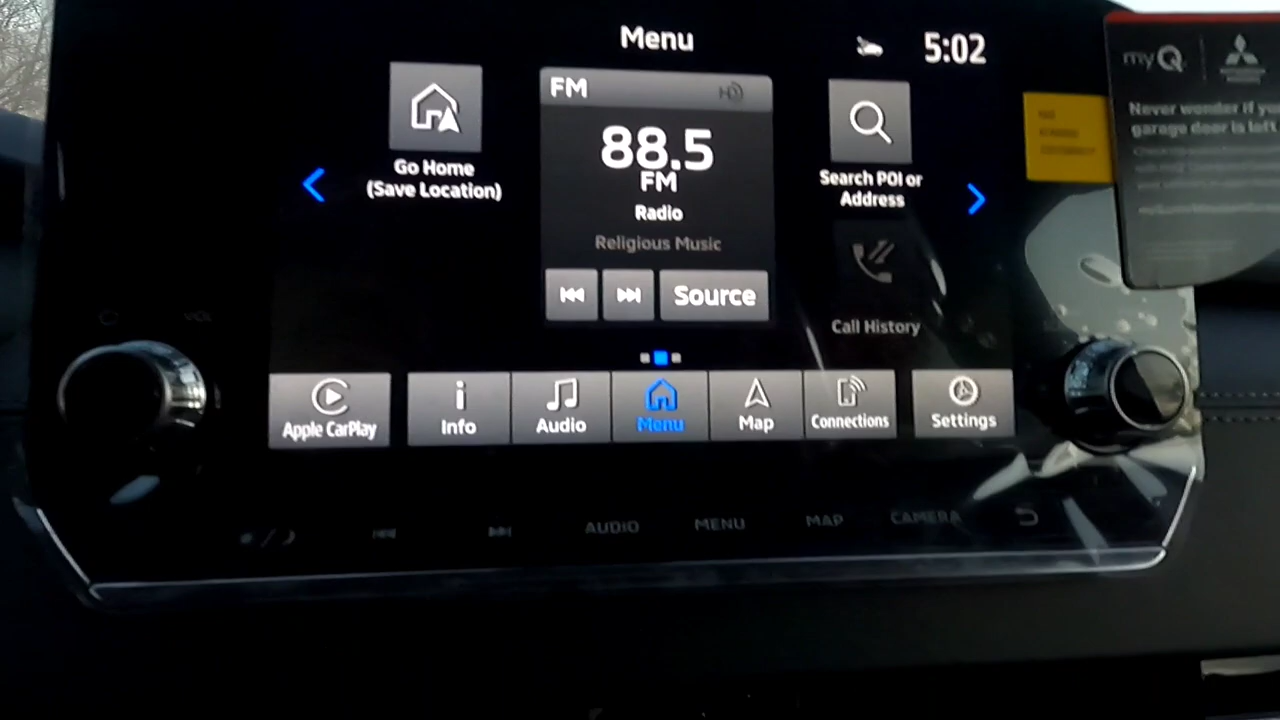 Menu
5:02
FM
88.5
FM
Radio
Religious Music
Source
Go Home
(Save Location)
Search POI or
Address
Call History
Apple CarPlay
Info
Audio
Menu
Map
Connections
Settings
AUDIO
MENU
MAP
CAMERA
myQ
Never wonder if you
garage door is left